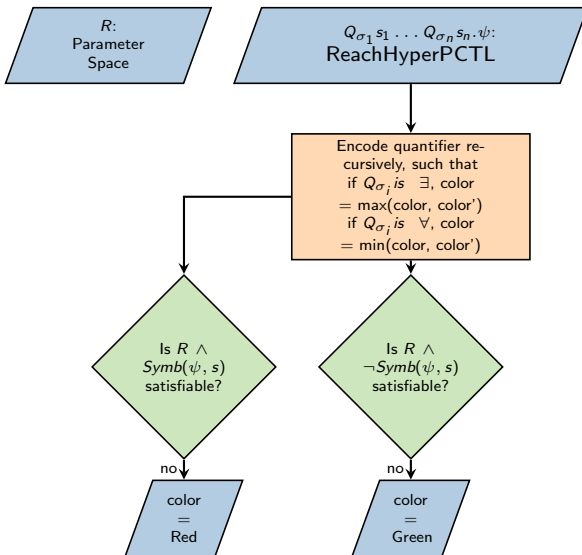 R:
Parameter
Space
Qσ1 s1 . . . Qσn sn.ψ:
ReachHyperPCTL
Encode quantifier re-
cursively, such that
if Qσi is ∃, color
= max(color, color’)
if Qσi is ∀, color
= min(color, color’)
Is R ∧
Symb(ψ, s)
satisfiable?
Is R ∧
¬Symb(ψ, s)
satisfiable?
no
no
color
=
Red
color
=
Green